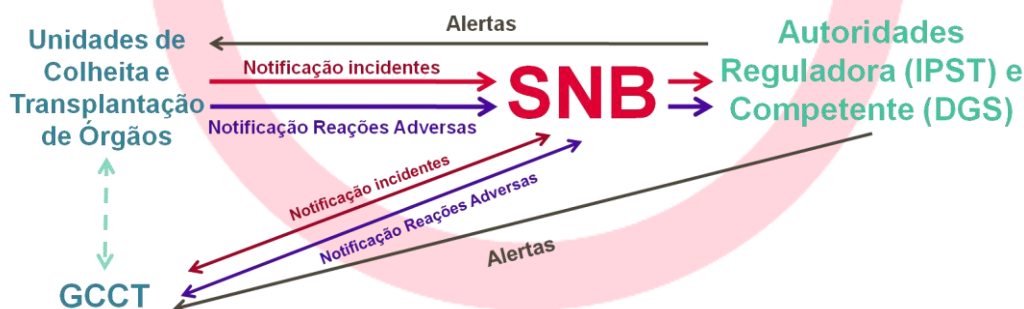 Alertas
Unidades de
Colheita e
Transplantação
de Órgãos
Notificação incidentes
Notificação Reações Adversas
SNB
Autoridades
Reguladora (IPST) e
Competente (DGS)
Notificação incidentes
Notificação Reações Adversas
Alertas
GCCT